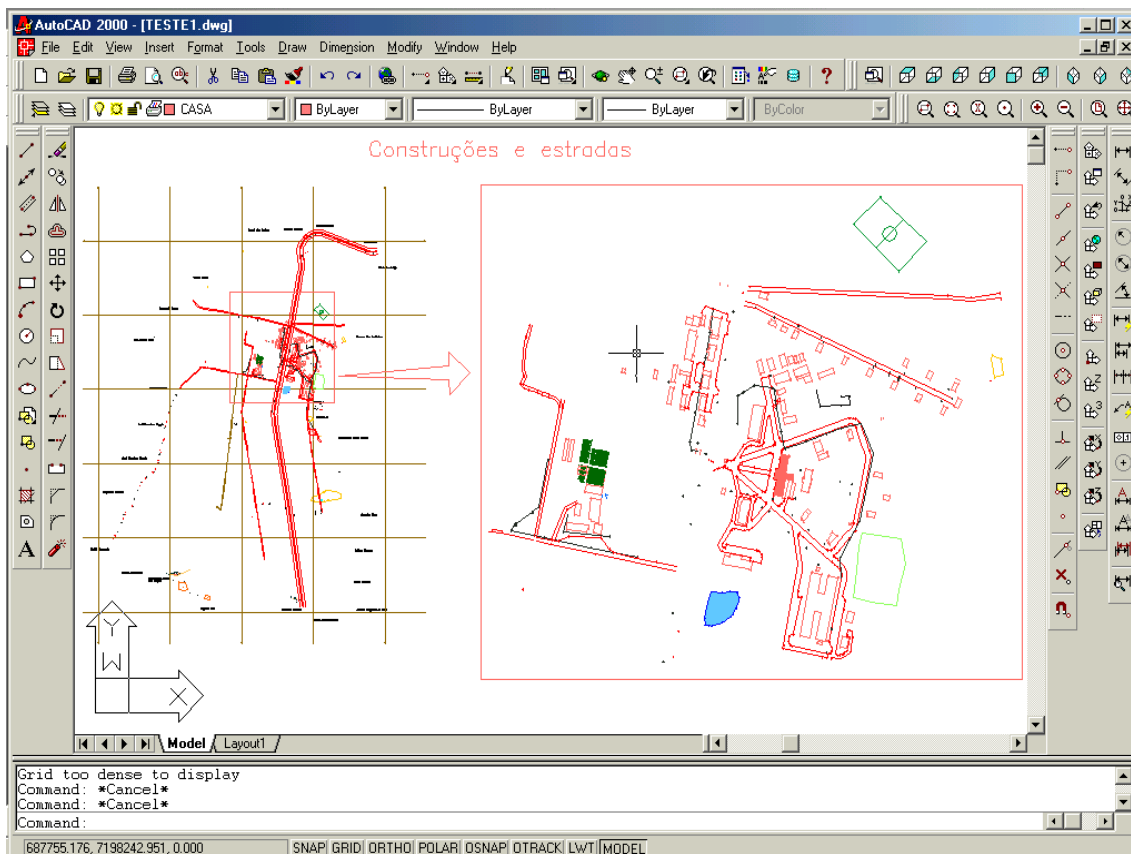 AutoCAD 2000 - [TESTE1.dwg]
File Edit View Insert Format Tools Draw Dimension Modify Window Help
CASA ByLayer ByLayer ByLayer ByColor
Construções e estradas
Y
W
X
Model Layout1
Grid too dense to display
Command: *Cancel*
Command: *Cancel*
Command:
687755.176, 7198242.951, 0.000 SNAP GRID ORTHO POLAR OSNAP OTRACK LWT MODEL